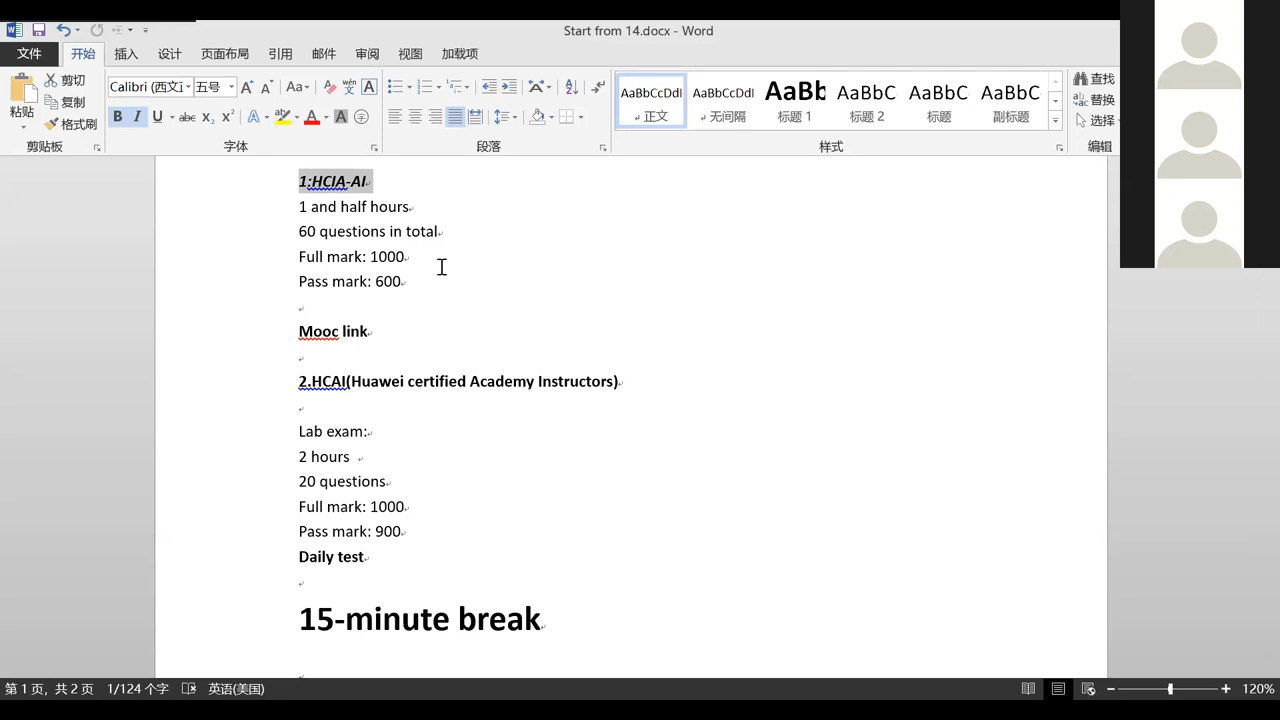 Start from 14.docx - Word
文件 开始 插入 设计 页面布局 引用 邮件 审阅 视图 加载项
剪切
复制
格式刷
粘贴
剪贴板
Calibri (西文 五号
字体
段落
AaBbCcDdI AaBbCcDdI AaBb AaBbC AaBbC AaBbC
正文 无间隔 标题 1 标题 2 标题 副标题
样式
查找
替换
选择
编辑
1:HCIA-AI
1 and half hours
60 questions in total
Full mark: 1000
Pass mark: 600
Mooc link
2.HCAI(Huawei certified Academy Instructors)
Lab exam:
2 hours
20 questions
Full mark: 1000
Pass mark: 900
Daily test
15-minute break
第 1 页，共 2 页 1/124 个字 英语(美国) 120%